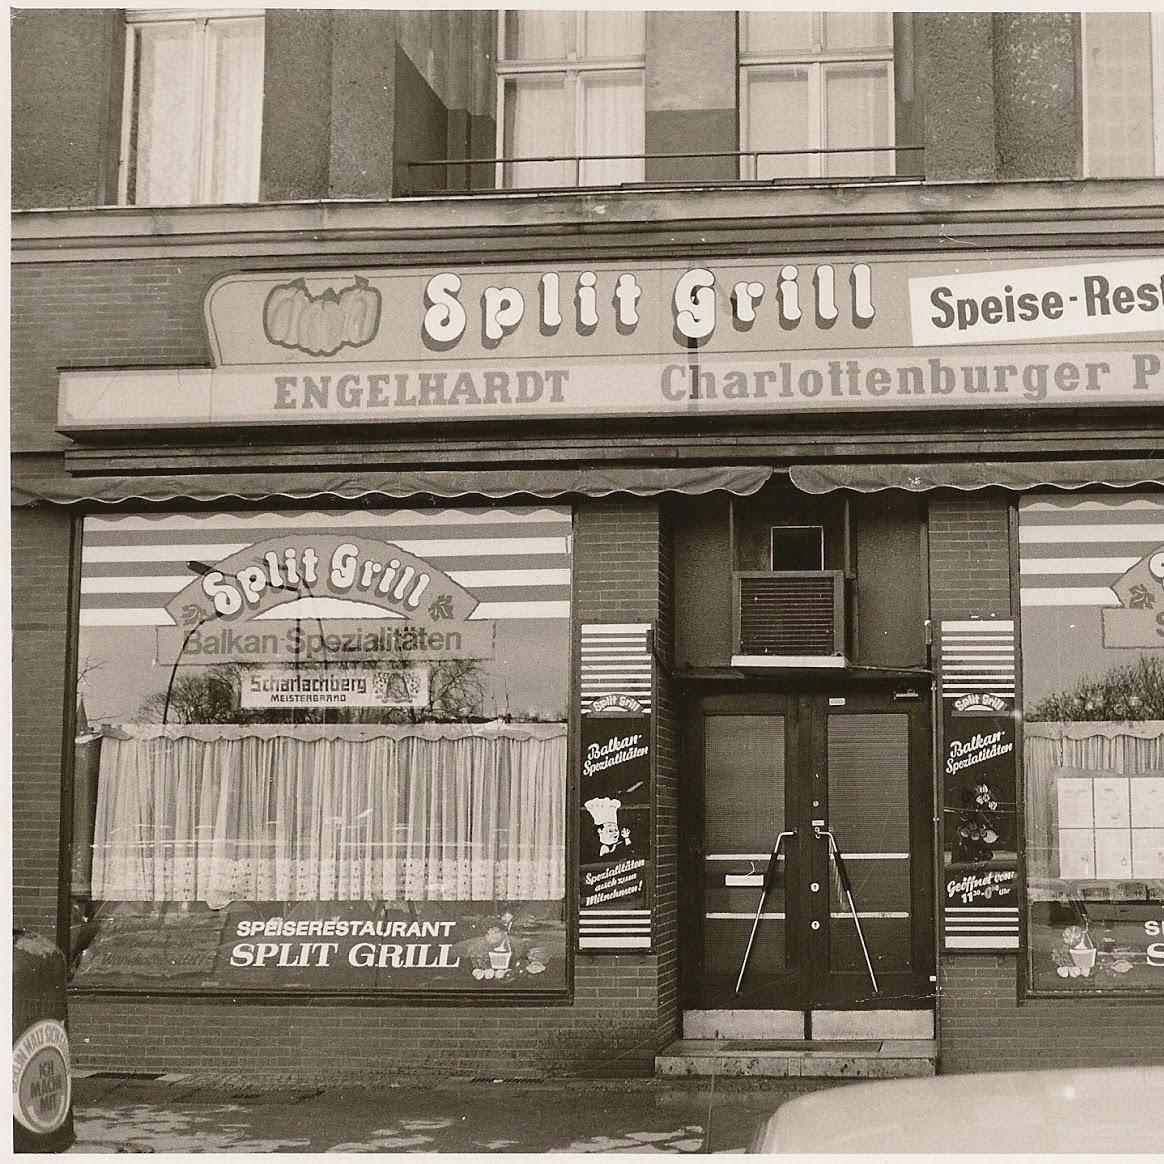 Split Grill
Speise-Rest
ENGELHARDT Charlottenburger P
Split Grill
Balkan-Spezialitäten
Scharlachberg
MEISTERBRAND
SPEISERESTAURANT
SPLIT GRILL
Split Grill
Balkan-
Spezialitäten
Spezialitäten
auch zum
Mitnehmen!
Split Grill
Balkan-
Spezialitäten
Geöffnet von:
Uhr
S
ICH
MACH
MIT